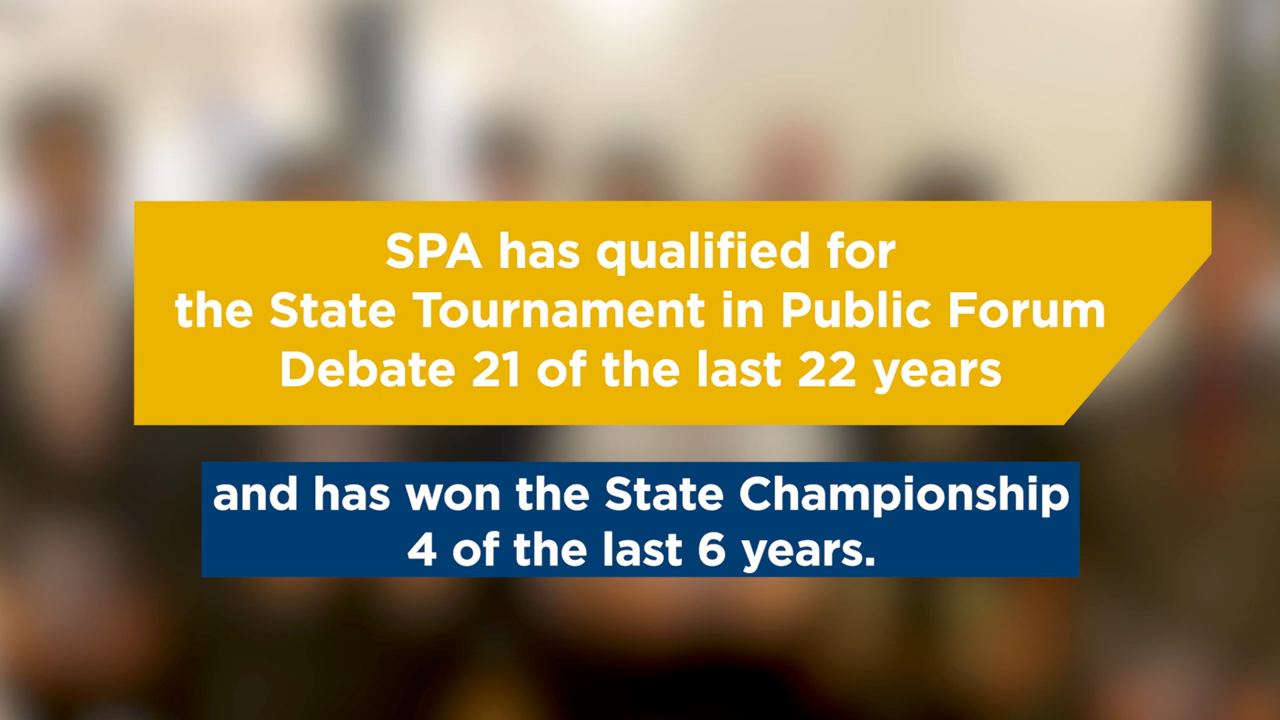 SPA has qualified for
the State Tournament in Public Forum
Debate 21 of the last 22 years
and has won the State Championship
4 of the last 6 years.